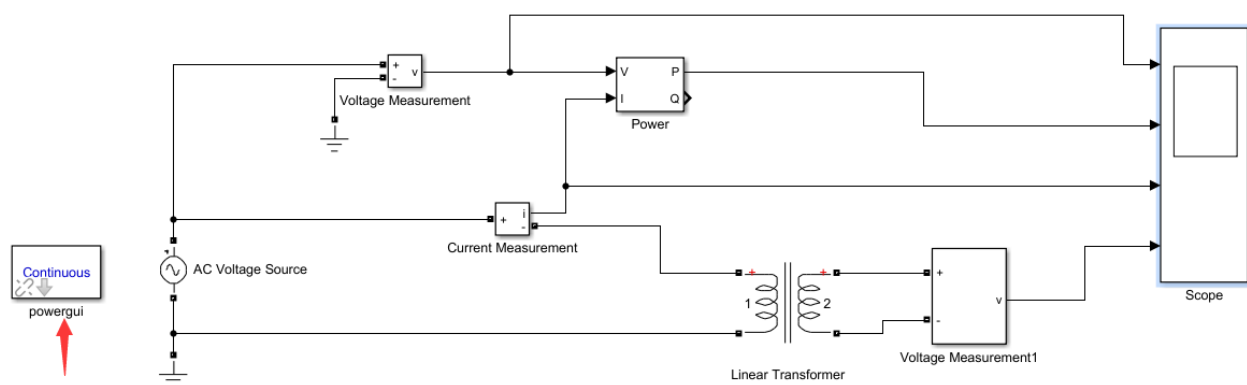 +
-
v
Voltage Measurement
V
I
P
Q
Power
+
i
-
Current Measurement
Continuous
powergui
AC Voltage Source
+
+
1
2
Linear Transformer
+
-
v
Voltage Measurement1
Scope